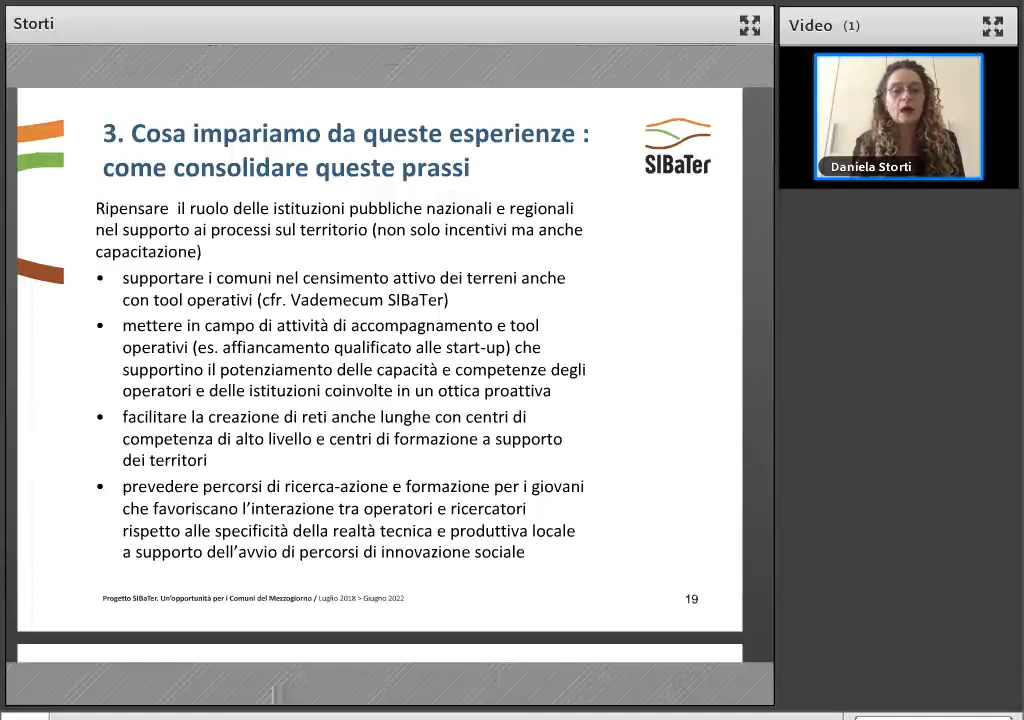 Storti
Video (1)
Daniela Storti
3. Cosa impariamo da queste esperienze :
come consolidare queste prassi
SIBaTer
Ripensare il ruolo delle istituzioni pubbliche nazionali e regionali
nel supporto ai processi sul territorio (non solo incentivi ma anche
capacitazione)
• supportare i comuni nel censimento attivo dei terreni anche
con tool operativi (cfr. Vademecum SIBaTer)
• mettere in campo di attività di accompagnamento e tool
operativi (es. affiancamento qualificato alle start-up) che
supportino il potenziamento delle capacità e competenze degli
operatori e delle istituzioni coinvolte in un ottica proattiva
• facilitare la creazione di reti anche lunghe con centri di
competenza di alto livello e centri di formazione a supporto
dei territori
• prevedere percorsi di ricerca-azione e formazione per i giovani
che favoriscano l’interazione tra operatori e ricercatori
rispetto alle specificità della realtà tecnica e produttiva locale
a supporto dell’avvio di percorsi di innovazione sociale
Progetto SIBaTer. Un’opportunità per i Comuni del Mezzogiorno / Luglio 2018 > Giugno 2022
19